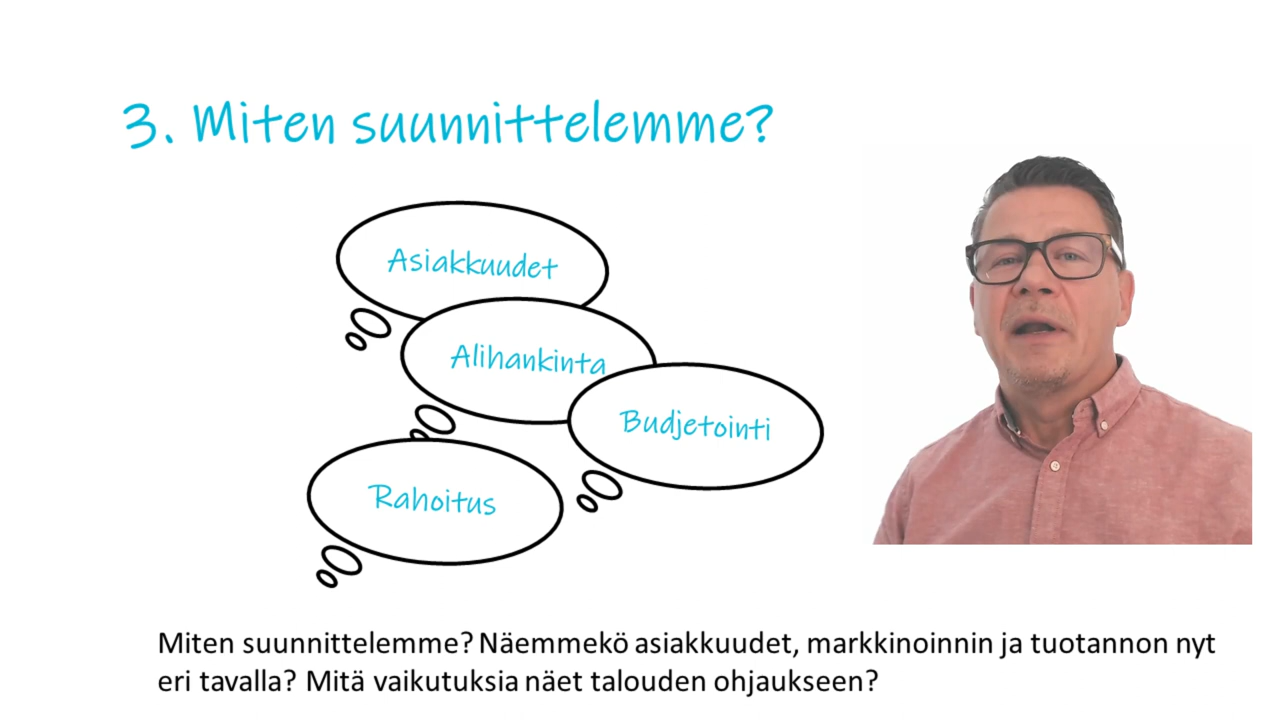 3. Miten suunnittelemme?
Asiakkuudet
Alihankinta
Budjetointi
Rahoitus
Miten suunnittelemme? Näemmekö asiakkuudet, markkinoinnin ja tuotannon nyt
eri tavalla? Mitä vaikutuksia näet talouden ohjaukseen?